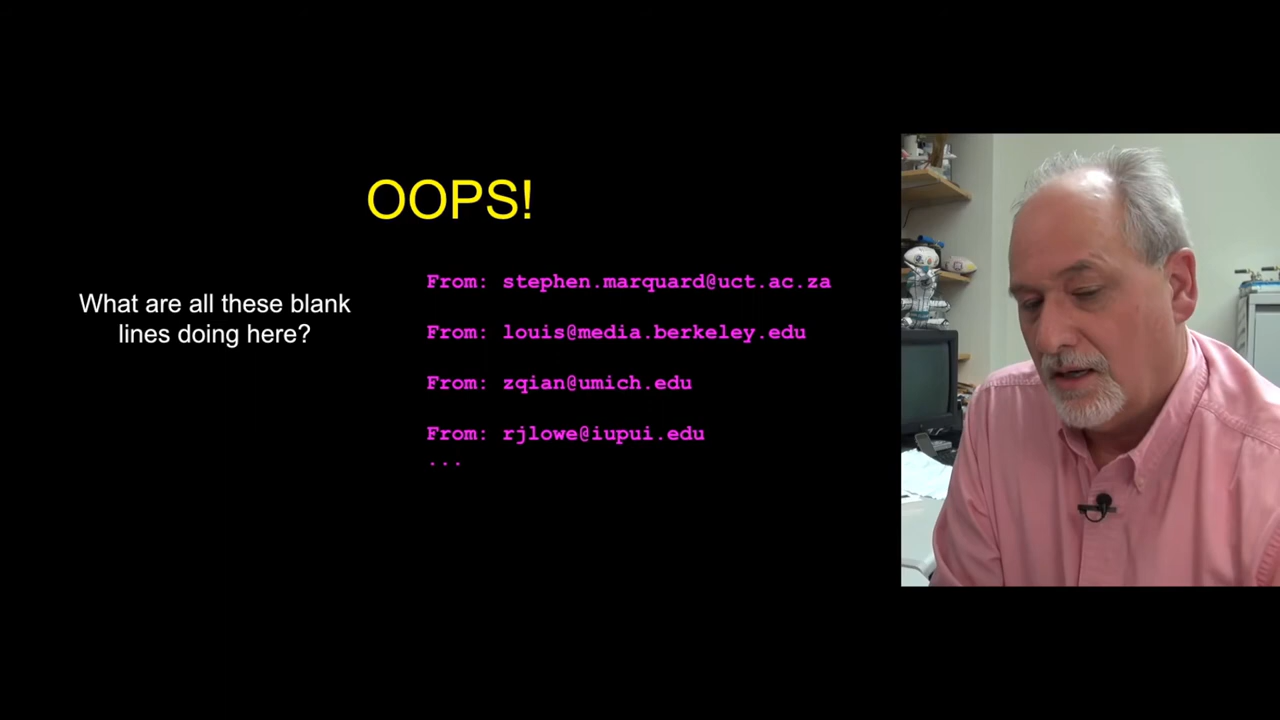 OOPS!
What are all these blank
lines doing here?
From: stephen.marquard@uct.ac.za
From: louis@media.berkeley.edu
From: zqian@umich.edu
From: rjlowe@iupui.edu
...